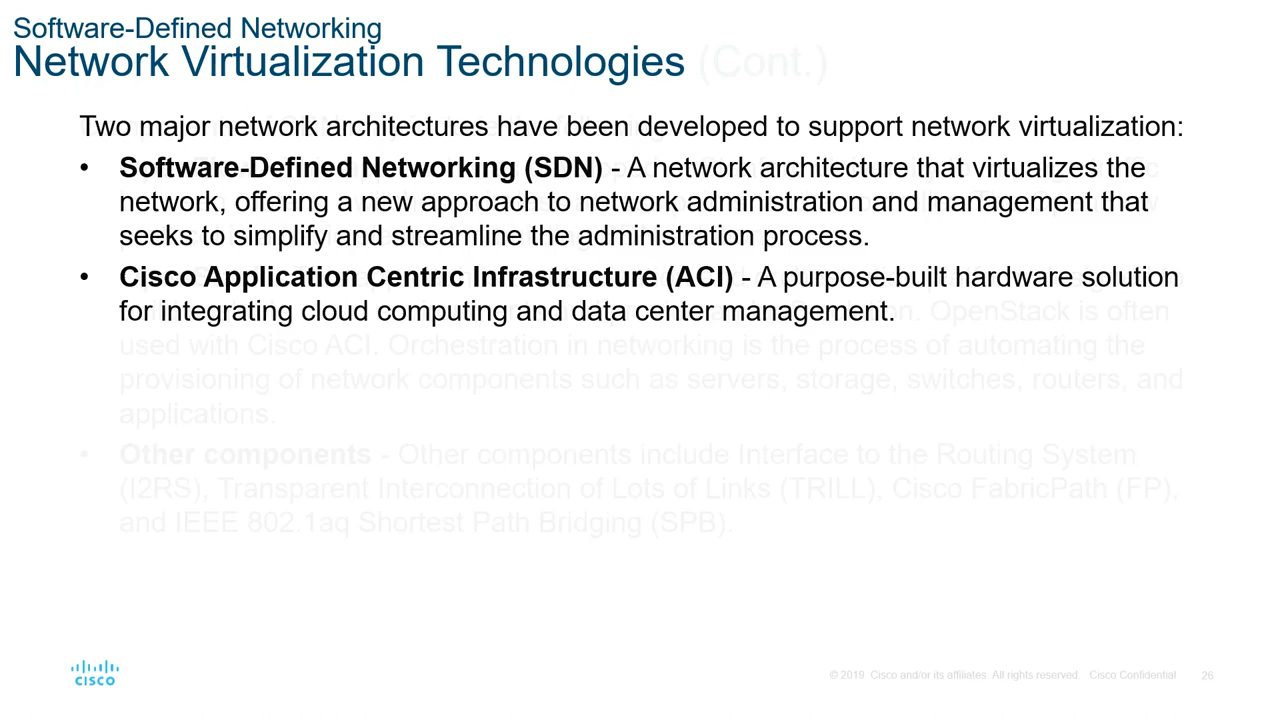 Software-Defined Networking
Network Virtualization Technologies (Cont.)
Two major network architectures have been developed to support network virtualization:
• Software-Defined Networking (SDN) - A network architecture that virtualizes the
network, offering a new approach to network administration and management that
seeks to simplify and streamline the administration process.
• Cisco Application Centric Infrastructure (ACI) - A purpose-built hardware solution
for integrating cloud computing and data center management.
OpenStack is often
used with Cisco ACI. Orchestration in networking is the process of automating the
provisioning of network components such as servers, storage, switches, routers, and
applications.
• Other components - Other components include Interface to the Routing System
(I2RS), Transparent Interconnection of Lots of Links (TRILL), Cisco FabricPath (FP),
and IEEE 802.1aq Shortest Path Bridging (SPB).
CISCO
© 2019 Cisco and/or its affiliates. All rights reserved. Cisco Confidential
26